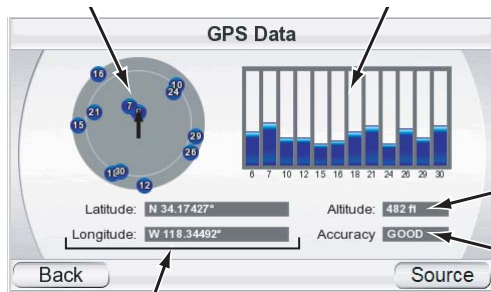 GPS Data
16
10
24
7
6
21
15
29
26
30
12
6 7 10 12 15 16 18 21 24 26 29 30
Latitude: N 34.17427° Altitude: 482 ft
Longitude: W 118.34492° Accuracy GOOD
Back Source